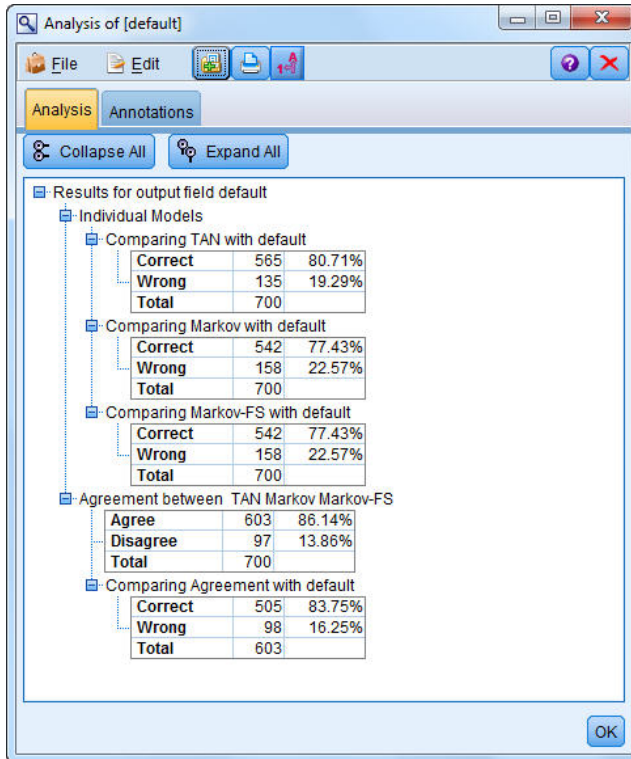 Analysis of [default]
File Edit
Analysis Annotations
Collapse All Expand All
Results for output field default
Individual Models
Comparing TAN with default
Correct 565 80.71%
Wrong 135 19.29%
Total 700
Comparing Markov with default
Correct 542 77.43%
Wrong 158 22.57%
Total 700
Comparing Markov-FS with default
Correct 542 77.43%
Wrong 158 22.57%
Total 700
Agreement between TAN Markov Markov-FS
Agree 603 86.14%
Disagree 97 13.86%
Total 700
Comparing Agreement with default
Correct 505 83.75%
Wrong 98 16.25%
Total 603
OK